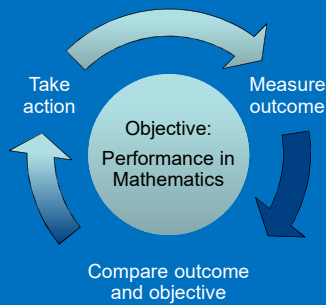 Take
action
Measure
outcome
Objective:
Performance in
Mathematics
Compare outcome
and objective